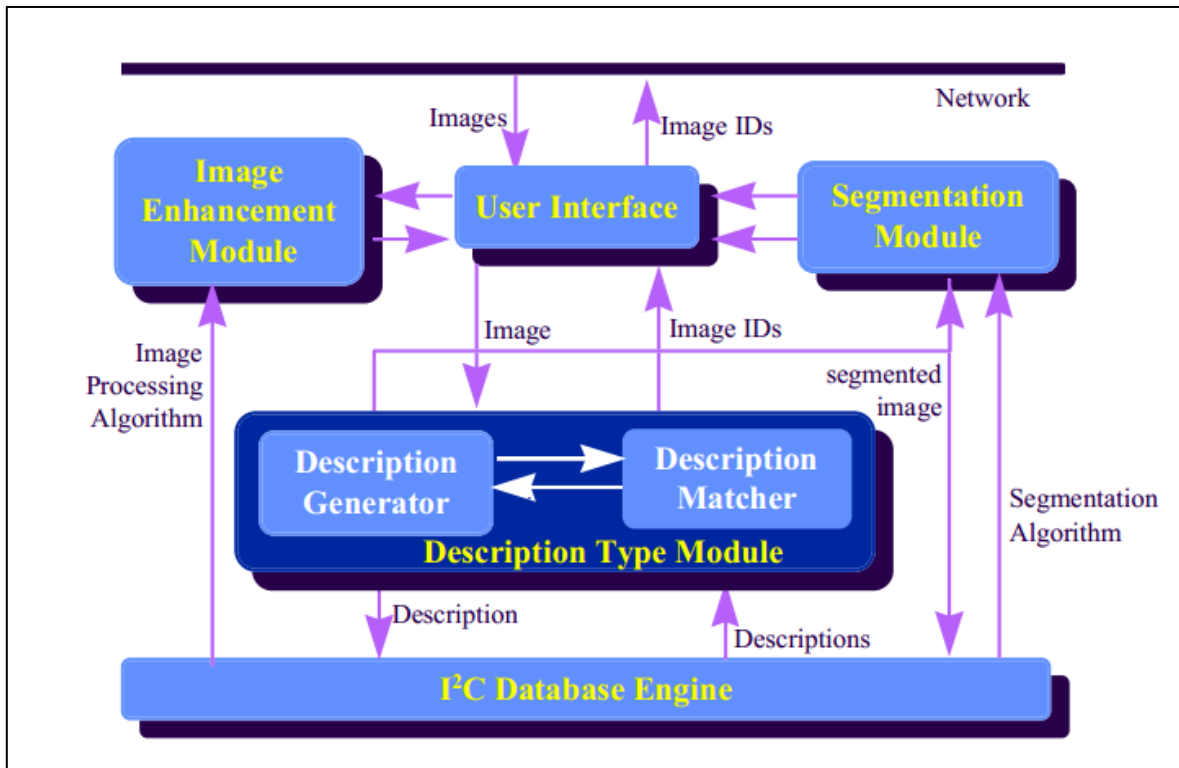 Network
Images
Image IDs
Image
Enhancement
Module
User Interface
Segmentation
Module
Image
Image IDs
Image
Processing
Algorithm
segmented
image
Description
Generator
Description
Matcher
Description Type Module
Segmentation
Algorithm
Description
Descriptions
I²C Database Engine